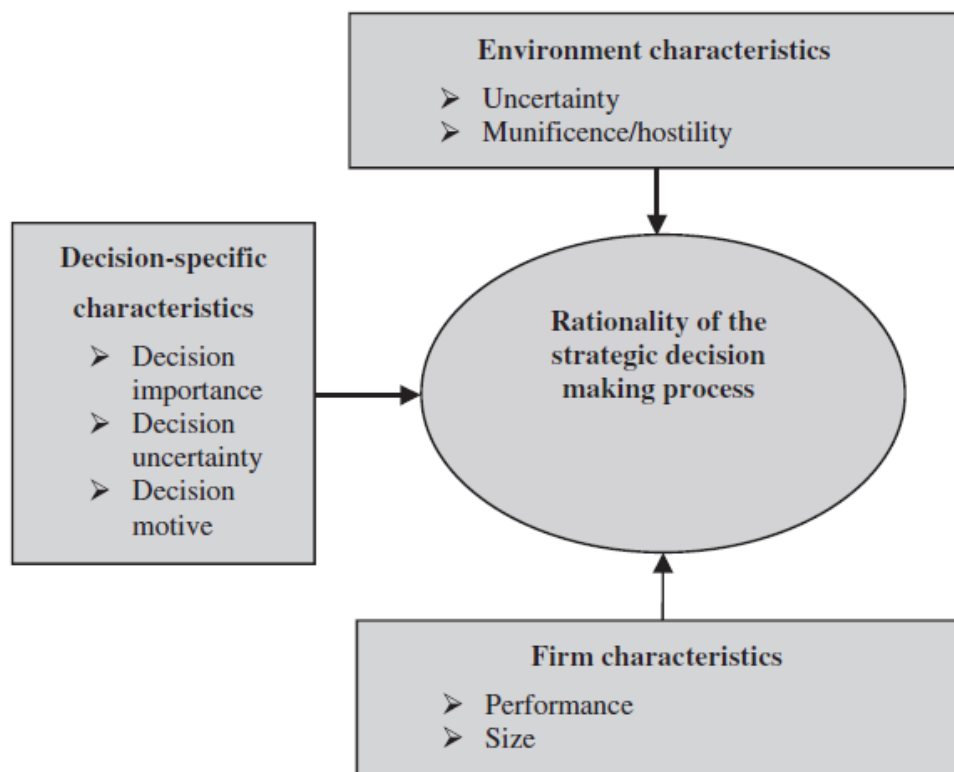 Environment characteristics
➢ Uncertainty
➢ Munificence/hostility
Decision-specific
characteristics
➢ Decision
importance
➢ Decision
uncertainty
➢ Decision
motive
Rationality of the
strategic decision
making process
Firm characteristics
➢ Performance
➢ Size